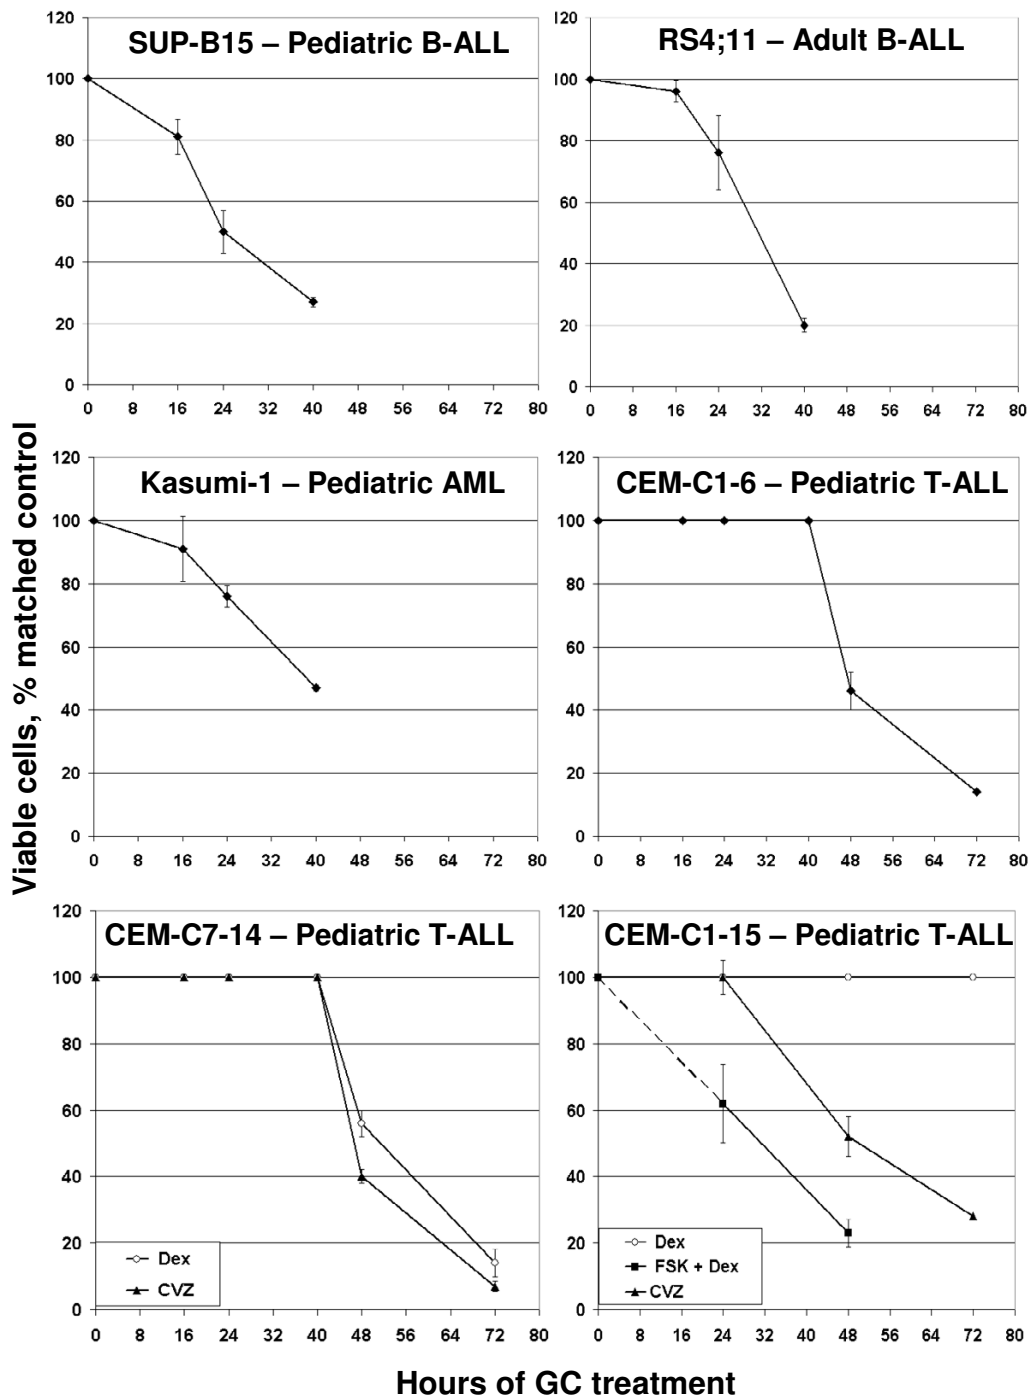 SUP-B15 – Pediatric B-ALL
120
100
80
60
40
20
0
0 8 16 24 32 40 48 56 64 72 80
RS4;11 – Adult B-ALL
120
100
80
60
40
20
0
0 8 16 24 32 40 48 56 64 72 80
Viable cells, % matched control
Kasumi-1 – Pediatric AML
120
100
80
60
40
20
0
0 8 16 24 32 40 48 56 64 72 80
CEM-C1-6 – Pediatric T-ALL
120
100
80
60
40
20
0
0 8 16 24 32 40 48 56 64 72 80
CEM-C7-14 – Pediatric T-ALL
120
100
80
60
40
20
0
Dex
CVZ
0 8 16 24 32 40 48 56 64 72 80
CEM-C1-15 – Pediatric T-ALL
120
100
80
60
40
20
0
Dex
FSK + Dex
CVZ
0 8 16 24 32 40 48 56 64 72 80
Hours of GC treatment